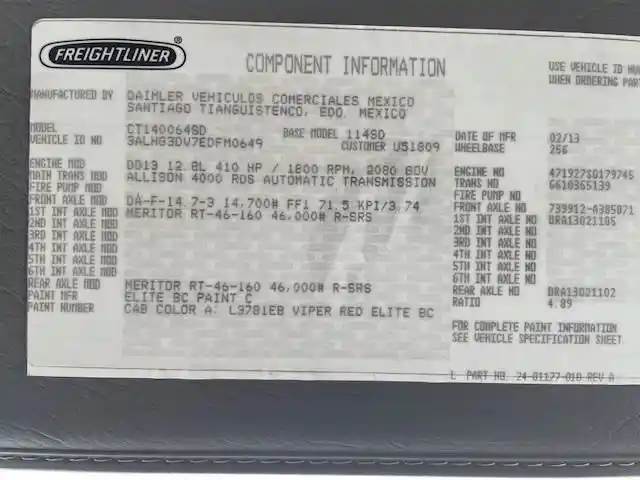 FREIGHTLINER ®
COMPONENT INFORMATION
USE VEHICLE ID
WHEN ORDERING
MANUFACTURED BY DAIMLER VEHICULOS COMERCIALES MEXICO
SANTIAGO TIANGUISTENCO, EDO. MEXICO
MODEL CT140064SD BASE MODEL 114SD DATE OF MFR 02/13
VEHICLE ID NO 3ALHG3DV7EDFM0649 CUSTOMER U51809 WHEELBASE 256
ENGINE MOD DD13 12.8L 410 HP / 1800 RPM, 2080 GOV ENGINE NO 471927S0179745
MAIN TRANS MOD ALLISON 4000 RDS AUTOMATIC TRANSMISSION TRANS NO 6610365139
FIRE PUMP MOD FIRE PUMP NO
FRONT AXLE MOD DA-F-14.7-3 14,700# FF1 71.5 KPI/3.74 FRONT AXLE NO
1ST INT AXLE MOD MERITOR RT-46-160 46,000# R-SRS 1ST INT AXLE NO DRA13021105
2ND INT AXLE MOD 2ND INT AXLE NO
3RD INT AXLE MOD 3RD INT AXLE NO
4TH INT AXLE MOD 4TH INT AXLE NO
5TH INT AXLE MOD 5TH INT AXLE NO
6TH INT AXLE MOD 6TH INT AXLE NO
REAR AXLE MOD MERITOR RT-46-160 46,000# R-SRS REAR AXLE NO DRA13021102
PAINT MFR ELITE BC PAINT C RATIO 4.89
PAINT NUMBER CAB COLOR A: L3781EB VIPER RED ELITE BC
FOR COMPLETE PAINT INFORMATION
SEE VEHICLE SPECIFICATION SHEET
PART NO. 24-01177-010 REV A